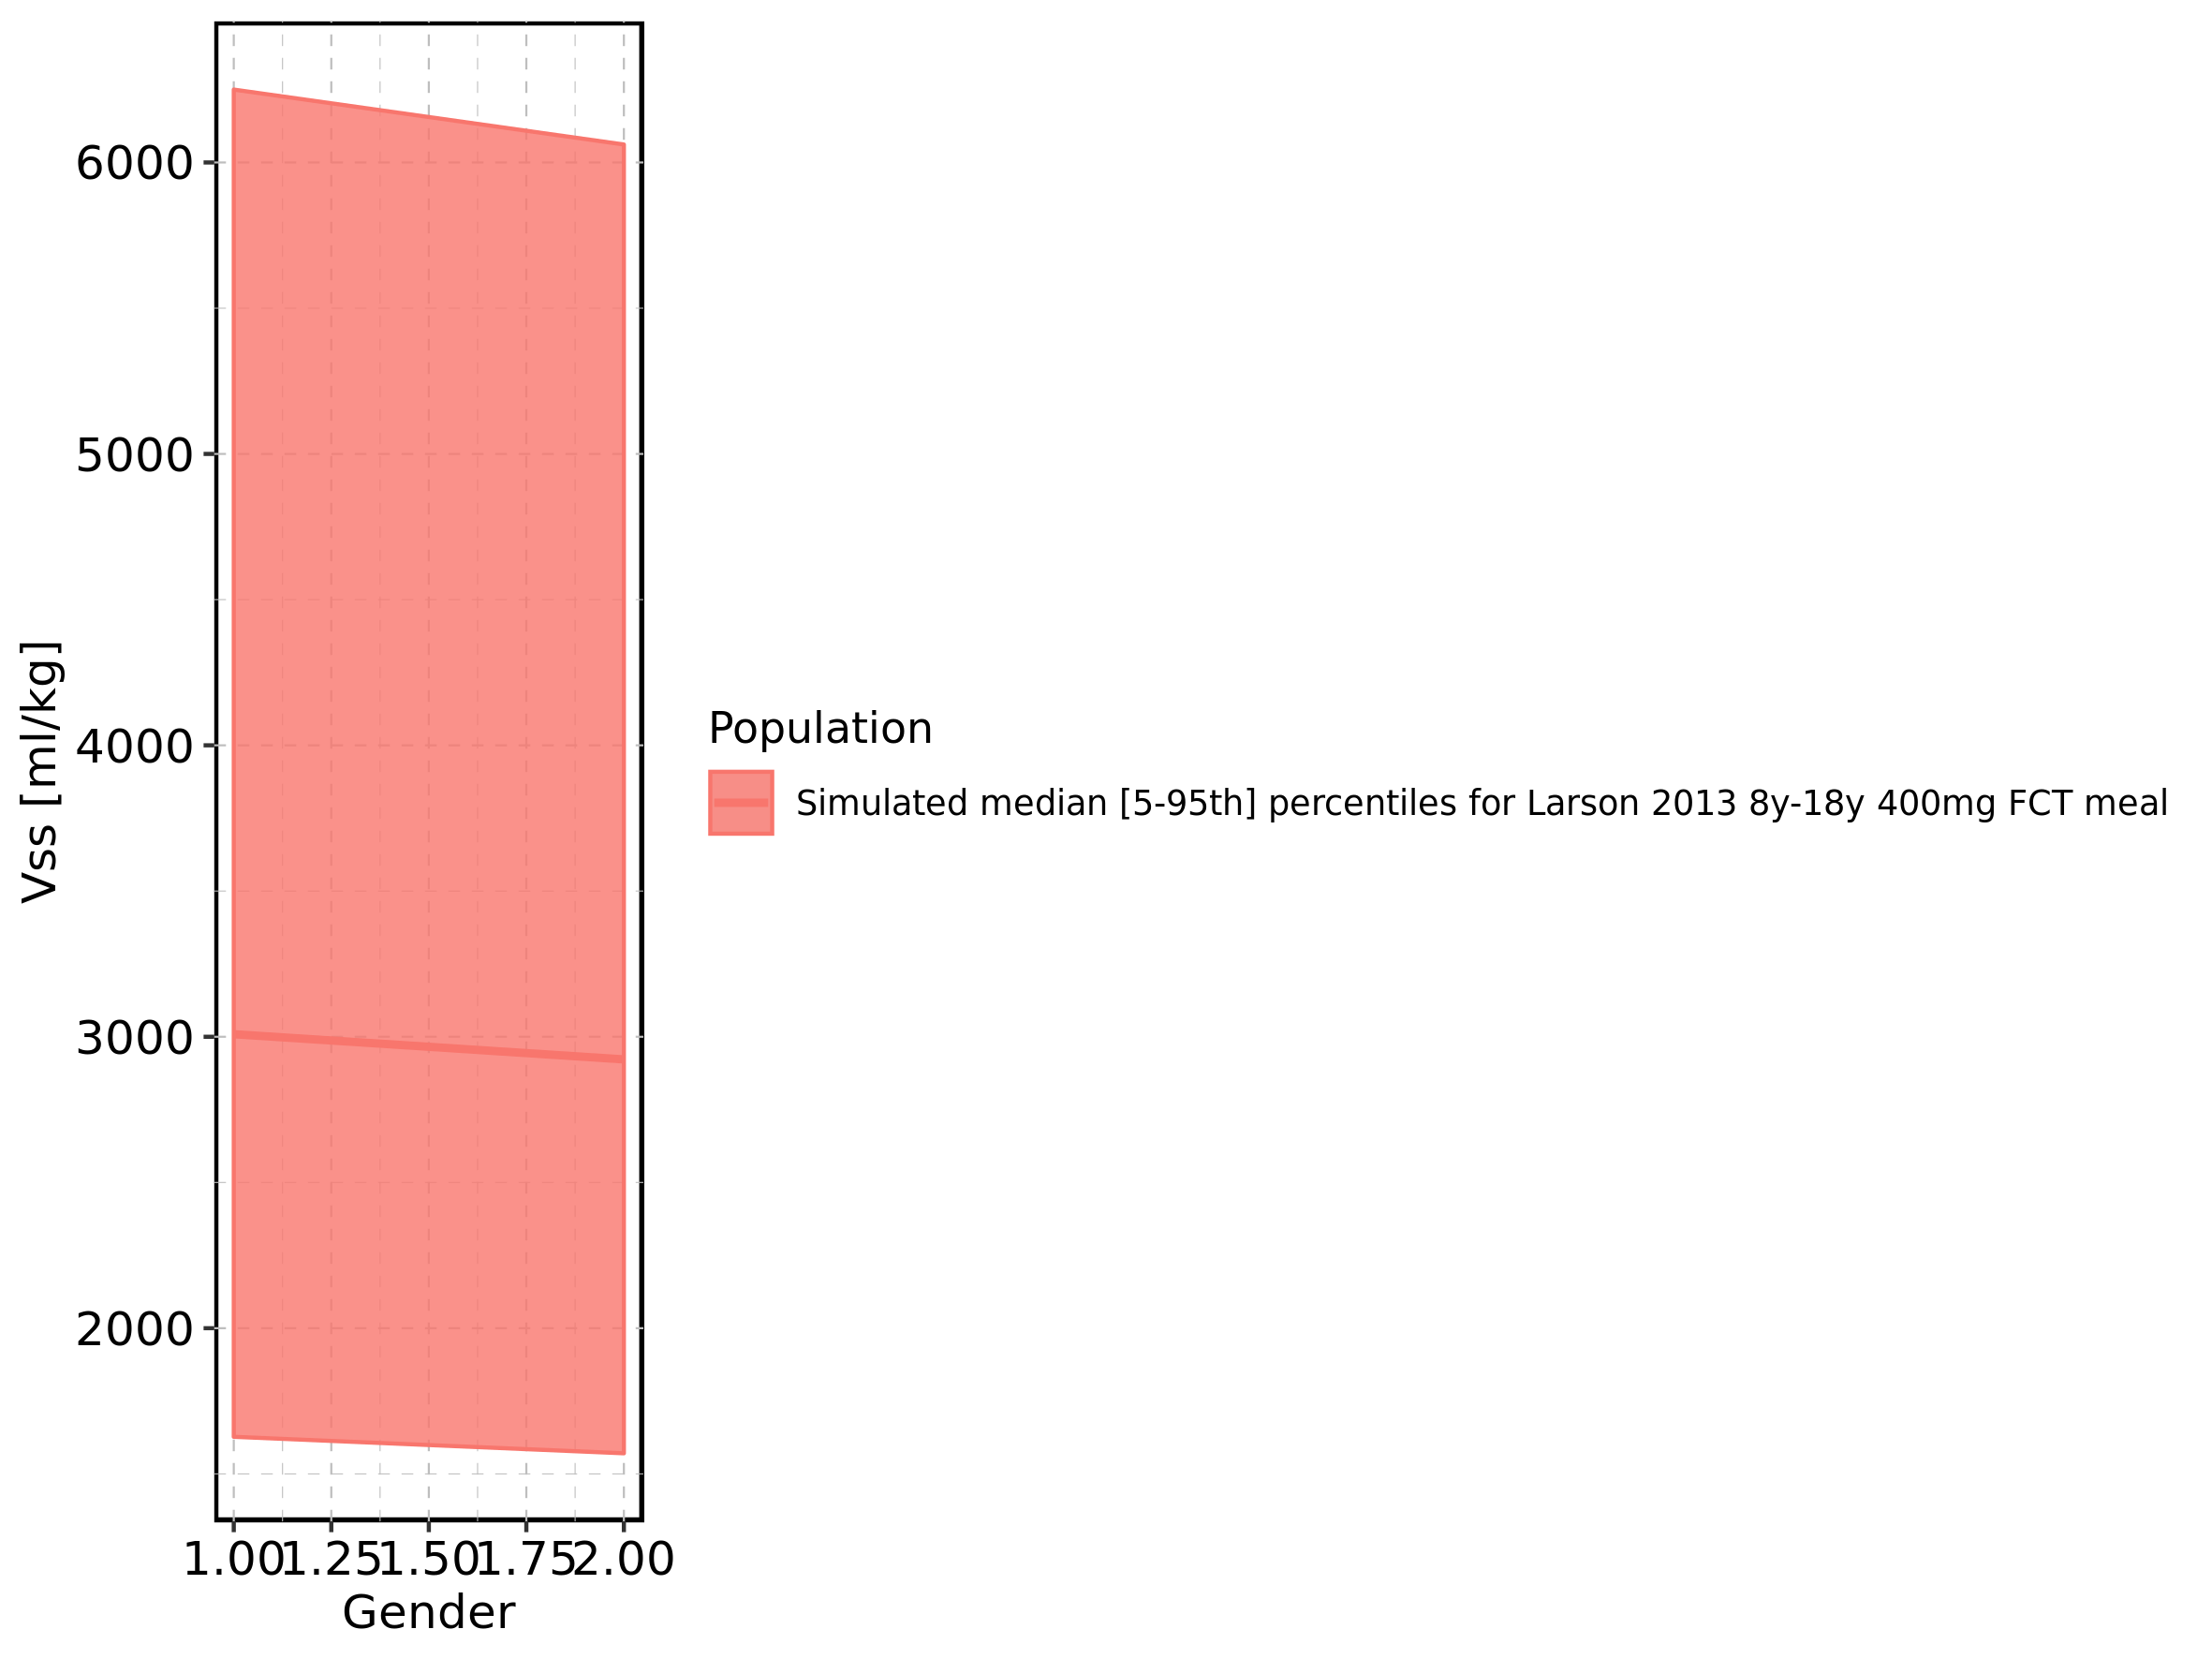 6000
5000
4000
3000
2000
Vss [ml/kg]
1.00 1.25 1.50 1.75 2.00
Gender
Population
Simulated median [5-95th] percentiles for Larson 2013 8y-18y 400mg FCT meal